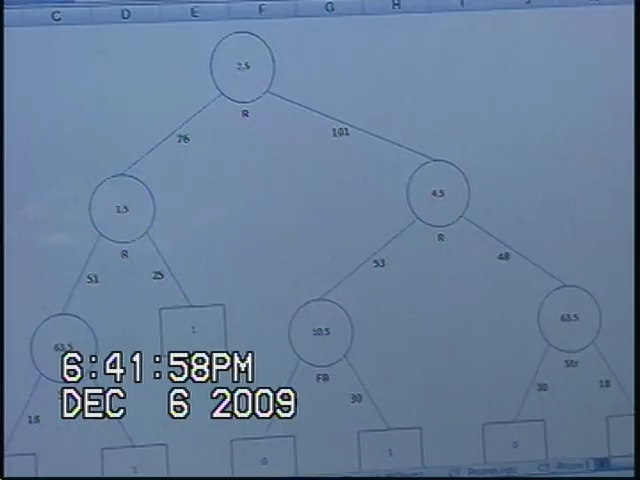 C D E F G H I
2.5
R
76 101
1.5 4.5
R R
51 25 53 48
1
63.5 10.5 63.5
FB Str
6:41:58PM
DEC 6 2009
18 30 30 18
1 0 1 0